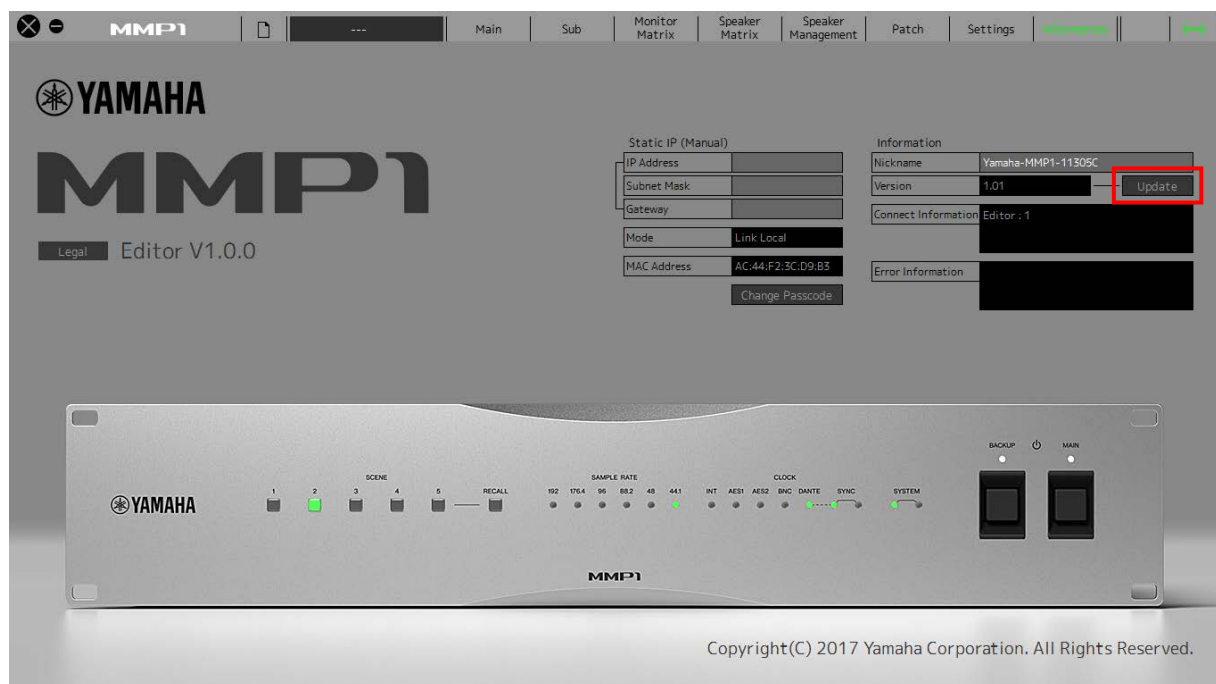 MMP1
---
Main
Sub
Monitor
Matrix
Speaker
Matrix
Speaker
Management
Patch
Settings
Information
YAMAHA
MMP1
Legal
Editor V1.0.0
Static IP (Manual)
IP Address
Subnet Mask
Gateway
Mode
Link Local
MAC Address
AC:44:F2:3C:D9:B3
Change Passcode
Information
Nickname
Yamaha-MMP1-11305C
Version
1.01
Update
Connect Information
Editor : 1
Error Information
YAMAHA
SCENE
1 2 3 4 5 RECALL
SAMPLE RATE
192 176.4 96 88.2 48 44.1
CLOCK
INT AES1 AES2 BNC DANTE SYNC
SYSTEM
BACKUP MAIN
MMP1
Copyright(C) 2017 Yamaha Corporation. All Rights Reserved.